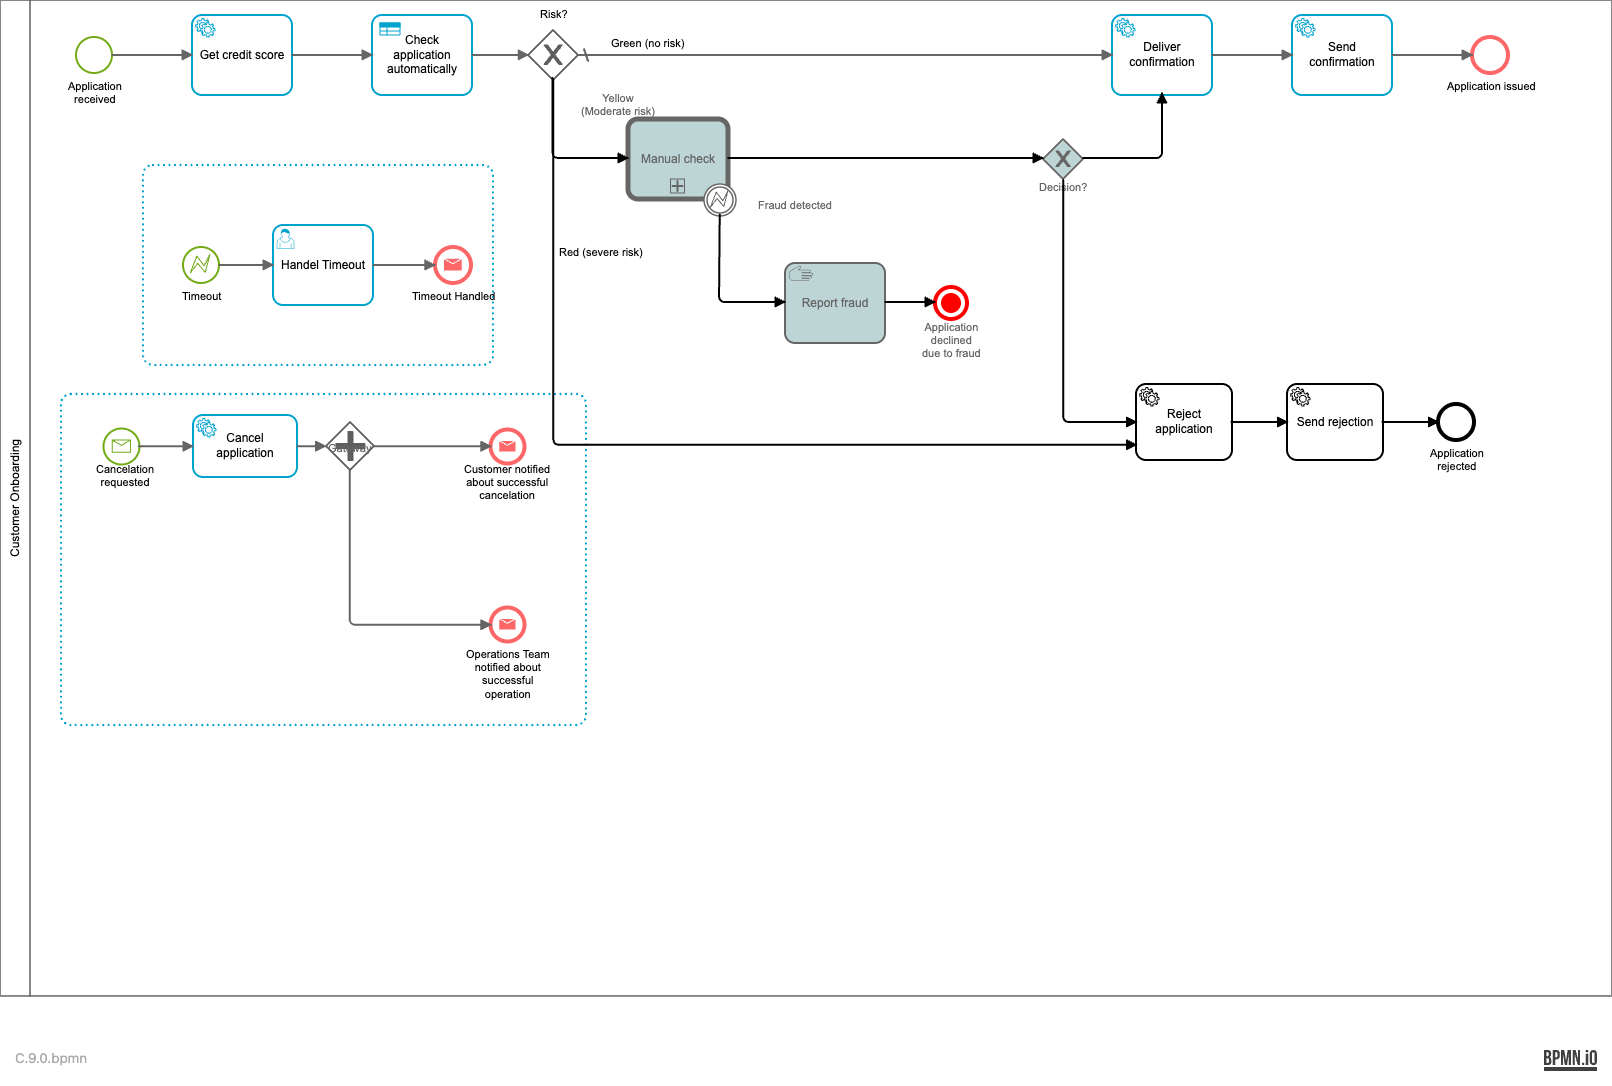 Risk?
Get credit score
Check
application
automatically
Green (no risk)
Deliver
confirmation
Send
confirmation
Application
received
Application issued
Yellow
(Moderate risk)
Manual check
Decision?
Fraud detected
Red (severe risk)
Handel Timeout
Timeout
Timeout Handled
Report fraud
Application
declined
due to fraud
Customer Onboarding
Cancel
application
Gateway
Cancelation
requested
Customer notified
about successful
cancelation
Reject
application
Send rejection
Application
rejected
Operations Team
notified about
successful
operation
C.9.0.bpmn
BPMN.iO